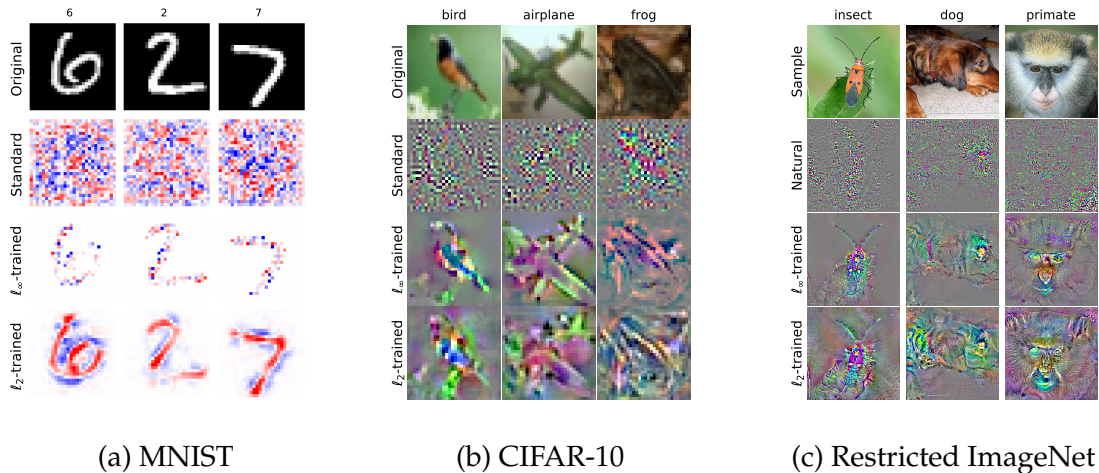 6 2 7
Original
Standard
ℓ∞-trained
ℓ2-trained
(a) MNIST
bird airplane frog
Original
Standard
ℓ∞-trained
ℓ2-trained
(b) CIFAR-10
insect dog primate
Sample
Natural
ℓ∞-trained
ℓ2-trained
(c) Restricted ImageNet